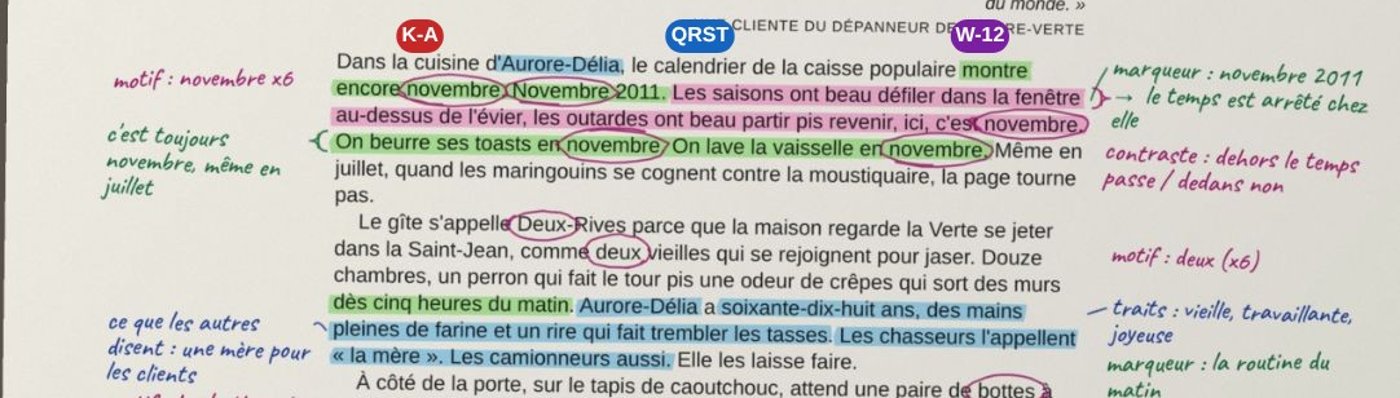 du monde. »
CLIENTE DU DÉPANNEUR DE
RE-VERTE
K-A
QRST
W-12
motif : novembre x6
c'est toujours
novembre, même en
juillet
ce que les autres
disent : une mère pour
les clients
Dans la cuisine d'Aurore-Délia, le calendrier de la caisse populaire montre
encore novembre. Novembre 2011. Les saisons ont beau défiler dans la fenêtre
au-dessus de l'évier, les outardes ont beau partir pis revenir, ici, c'est novembre.
On beurre ses toasts en novembre. On lave la vaisselle en novembre. Même en
juillet, quand les maringouins se cognent contre la moustiquaire, la page tourne
pas.
Le gîte s'appelle Deux-Rives parce que la maison regarde la Verte se jeter
dans la Saint-Jean, comme deux vieilles qui se rejoignent pour jaser. Douze
chambres, un perron qui fait le tour pis une odeur de crêpes qui sort des murs
dès cinq heures du matin. Aurore-Délia a soixante-dix-huit ans, des mains
pleines de farine et un rire qui fait trembler les tasses. Les chasseurs l'appellent
« la mère ». Les camionneurs aussi. Elle les laisse faire.
À côté de la porte, sur le tapis de caoutchouc, attend une paire de bottes à
marqueur : novembre 2011
→ le temps est arrêté chez
elle
contraste : dehors le temps
passe / dedans non
motif : deux (x6)
traits : vieille, travaillante,
joyeuse
marqueur : la routine du
matin